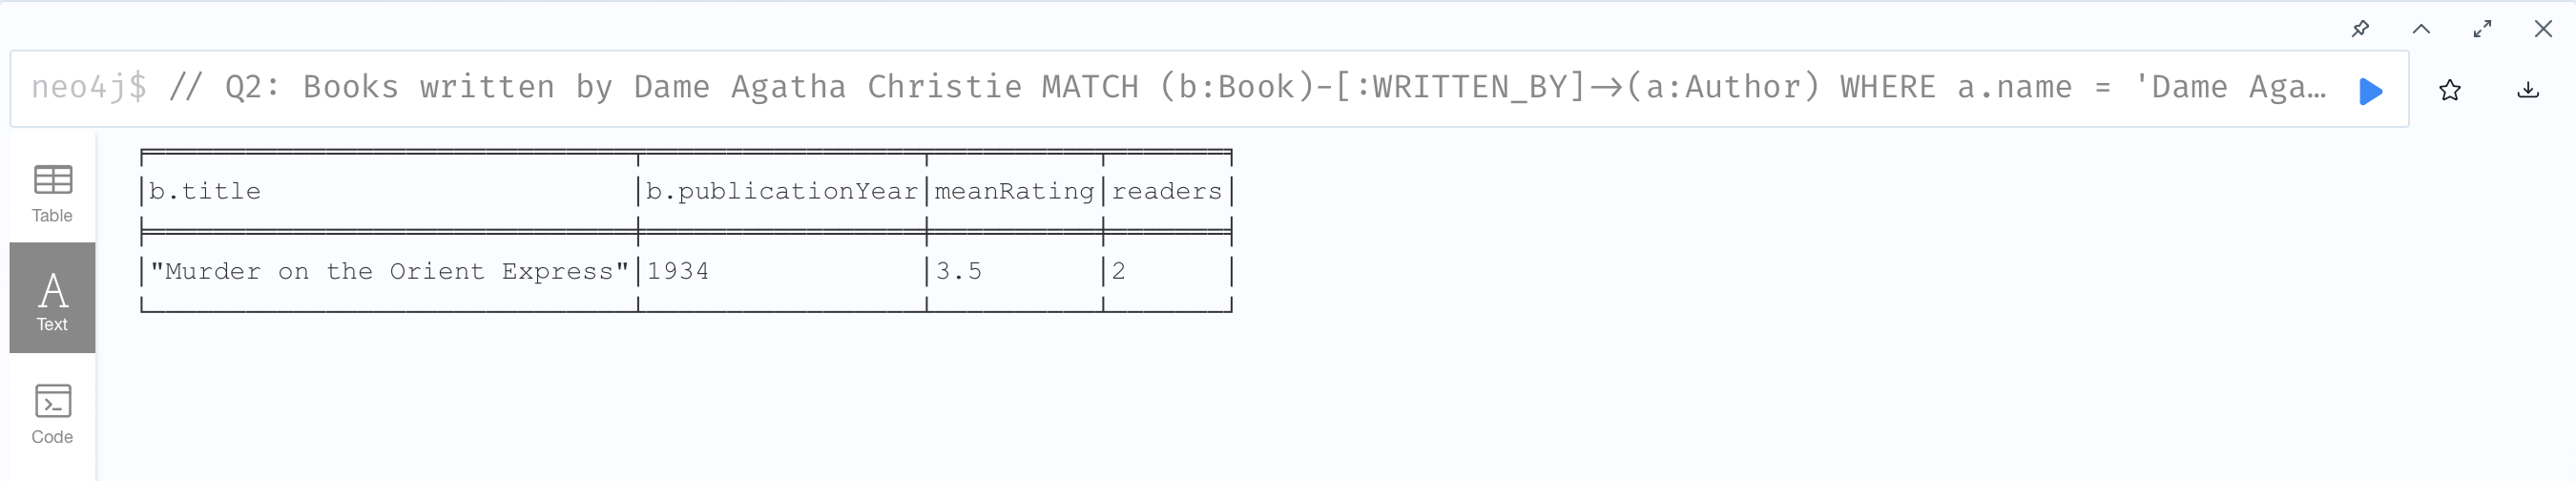 neo4j$ // Q2: Books written by Dame Agatha Christie MATCH (b:Book)-[:WRITTEN_BY]→(a:Author) WHERE a.name = 'Dame Aga…
Table
A
Text
>_
Code
b.title b.publicationYear meanRating readers
"Murder on the Orient Express" 1934 3.5 2